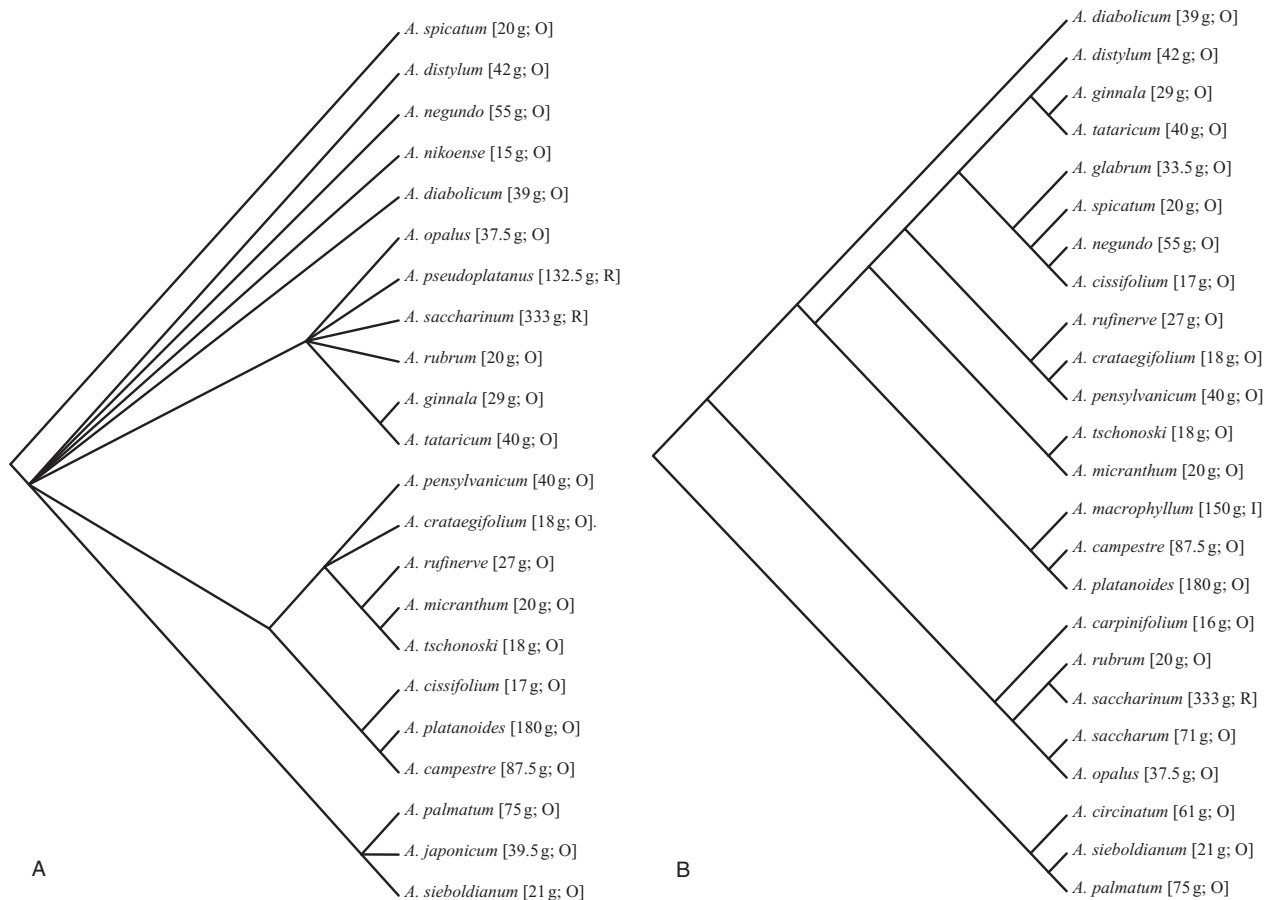 A. spicatum [20 g; O]
A. distylum [42 g; O]
A. negundo [55 g; O]
A. nikoense [15 g; O]
A. diabolicum [39 g; O]
A. opalus [37.5 g; O]
A. pseudoplatanus [132.5 g; R]
A. saccharinum [333 g; R]
A. rubrum [20 g; O]
A. ginnala [29 g; O]
A. tataricum [40 g; O]
A. pensylvanicum [40 g; O]
A. crataegifolium [18 g; O].
A. rufinerve [27 g; O]
A. micranthum [20 g; O]
A. tschonoski [18 g; O]
A. cissifolium [17 g; O]
A. platanoides [180 g; O]
A. campestre [87.5 g; O]
A. palmatum [75 g; O]
A. japonicum [39.5 g; O]
A. sieboldianum [21 g; O]
A
A. diabolicum [39 g; O]
A. distylum [42 g; O]
A. ginnala [29 g; O]
A. tataricum [40 g; O]
A. glabrum [33.5 g; O]
A. spicatum [20 g; O]
A. negundo [55 g; O]
A. cissifolium [17 g; O]
A. rufinerve [27 g; O]
A. crataegifolium [18 g; O]
A. pensylvanicum [40 g; O]
A. tschonoski [18 g; O]
A. micranthum [20 g; O]
A. macrophyllum [150 g; I]
A. campestre [87.5 g; O]
A. platanoides [180 g; O]
A. carpinifolium [16 g; O]
A. rubrum [20 g; O]
A. saccharinum [333 g; R]
A. saccharum [71 g; O]
A. opalus [37.5 g; O]
A. circinatum [61 g; O]
A. sieboldianum [21 g; O]
A. palmatum [75 g; O]
B